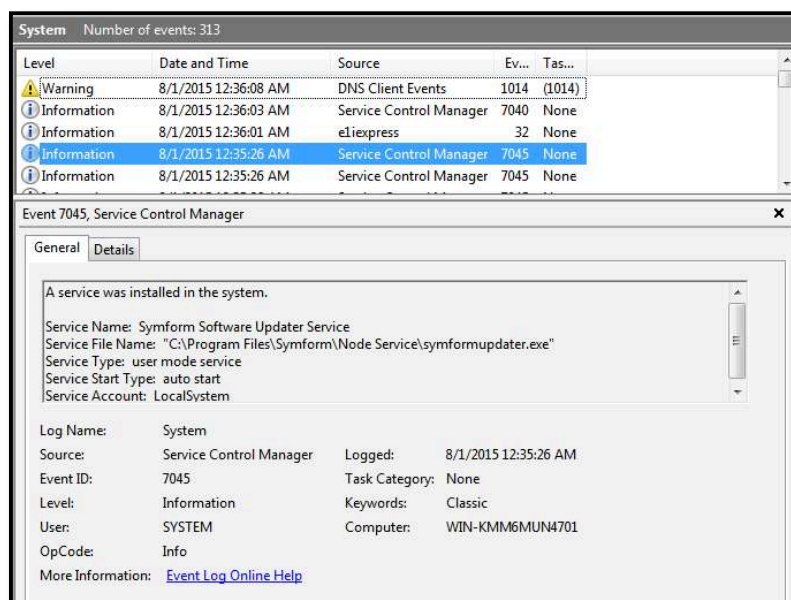 System Number of events: 313
Level Date and Time Source Ev... Tas...
Warning 8/1/2015 12:36:08 AM DNS Client Events 1014 (1014)
Information 8/1/2015 12:36:03 AM Service Control Manager 7040 None
Information 8/1/2015 12:36:01 AM e1iexpress 32 None
Information 8/1/2015 12:35:26 AM Service Control Manager 7045 None
Information 8/1/2015 12:35:26 AM Service Control Manager 7045 None
Event 7045, Service Control Manager
General Details
A service was installed in the system.
Service Name: Symform Software Updater Service
Service File Name: "C:\Program Files\Symform\Node Service\symformupdater.exe"
Service Type: user mode service
Service Start Type: auto start
Service Account: LocalSystem
Log Name: System
Source: Service Control Manager Logged: 8/1/2015 12:35:26 AM
Event ID: 7045 Task Category: None
Level: Information Keywords: Classic
User: SYSTEM Computer: WIN-KMM6MUN4701
OpCode: Info
More Information: Event Log Online Help